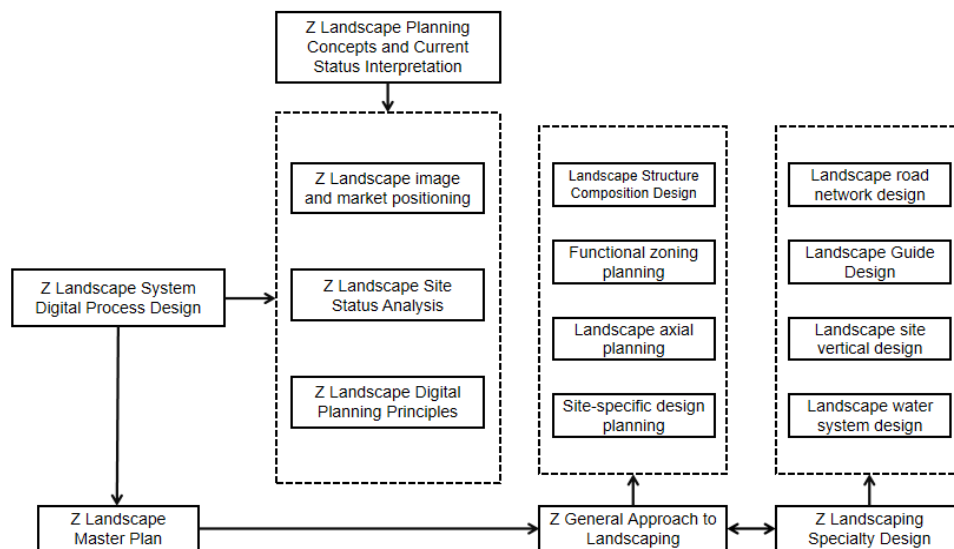 Z Landscape Planning
Concepts and Current
Status Interpretation
Z Landscape image
and market positioning
Z Landscape Site
Status Analysis
Z Landscape Digital
Planning Principles
Z Landscape System
Digital Process Design
Z Landscape
Master Plan
Landscape Structure
Composition Design
Functional zoning
planning
Landscape axial
planning
Site-specific design
planning
Z General Approach to
Landscaping
Landscape road
network design
Landscape Guide
Design
Landscape site
vertical design
Landscape water
system design
Z Landscaping
Specialty Design